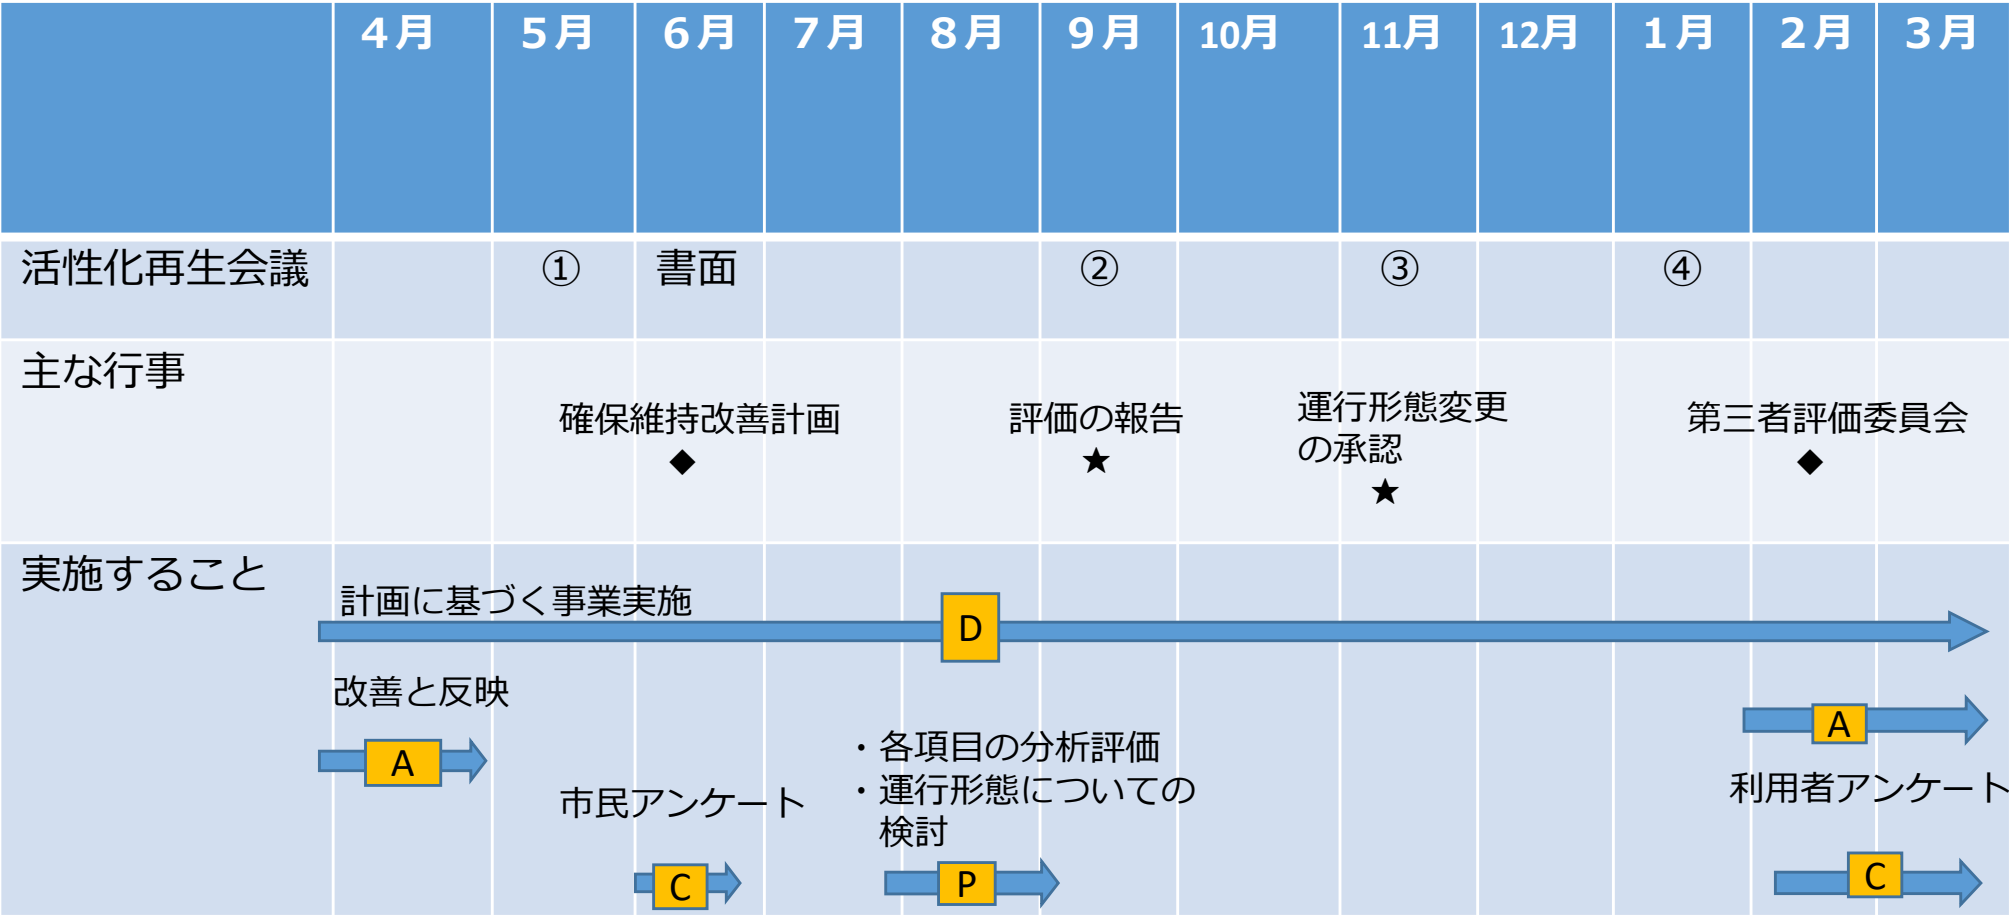 ４月 ５月 ６月 ７月 ８月 ９月 10月 11月 12月 １月 ２月 ３月
活性化再生会議 ① 書面 ② ③ ④
主な行事
確保維持改善計画
◆
評価の報告
★
運行形態変更
の承認
★
第三者評価委員会
◆
実施すること
計画に基づく事業実施
D
改善と反映
A
市民アンケート
C
・各項目の分析評価
・運行形態についての
検討
P
A
利用者アンケート
C